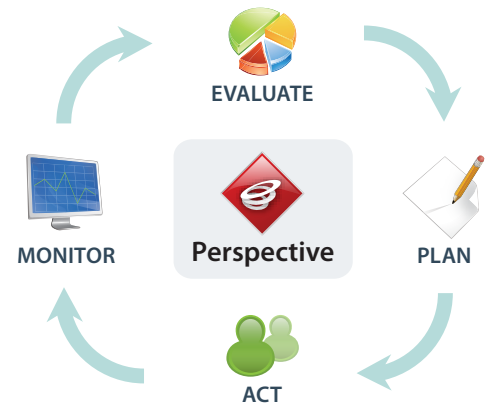 EVALUATE
MONITOR
Perspective
PLAN
ACT